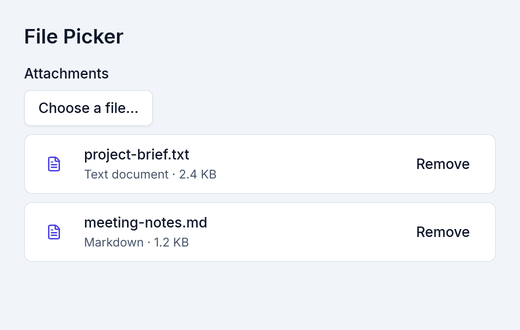 File Picker
Attachments
Choose a file...
project-brief.txt
Text document · 2.4 KB
Remove
meeting-notes.md
Markdown · 1.2 KB
Remove